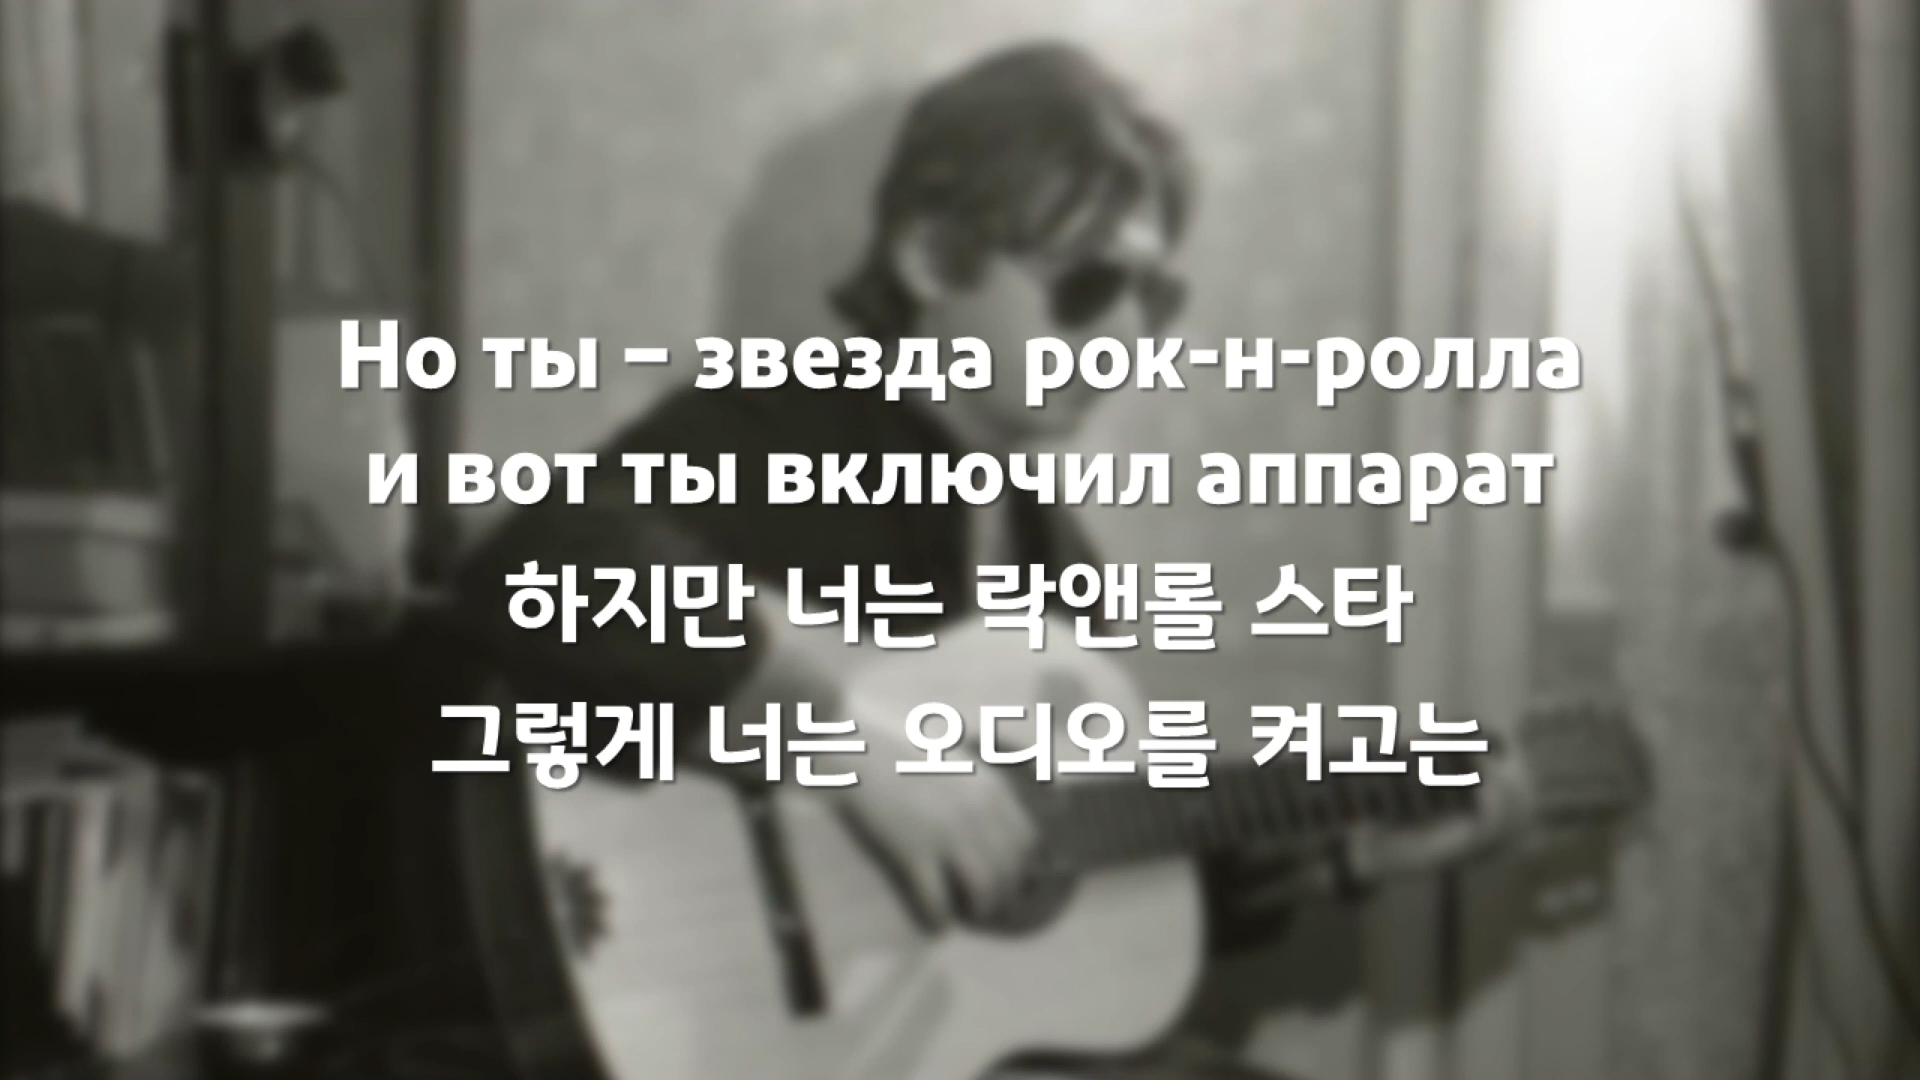 Но ты – звезда рок-н-ролла
и вот ты включил аппарат
하지만 너는 락앤롤 스타
그렇게 너는 오디오를 켜고는